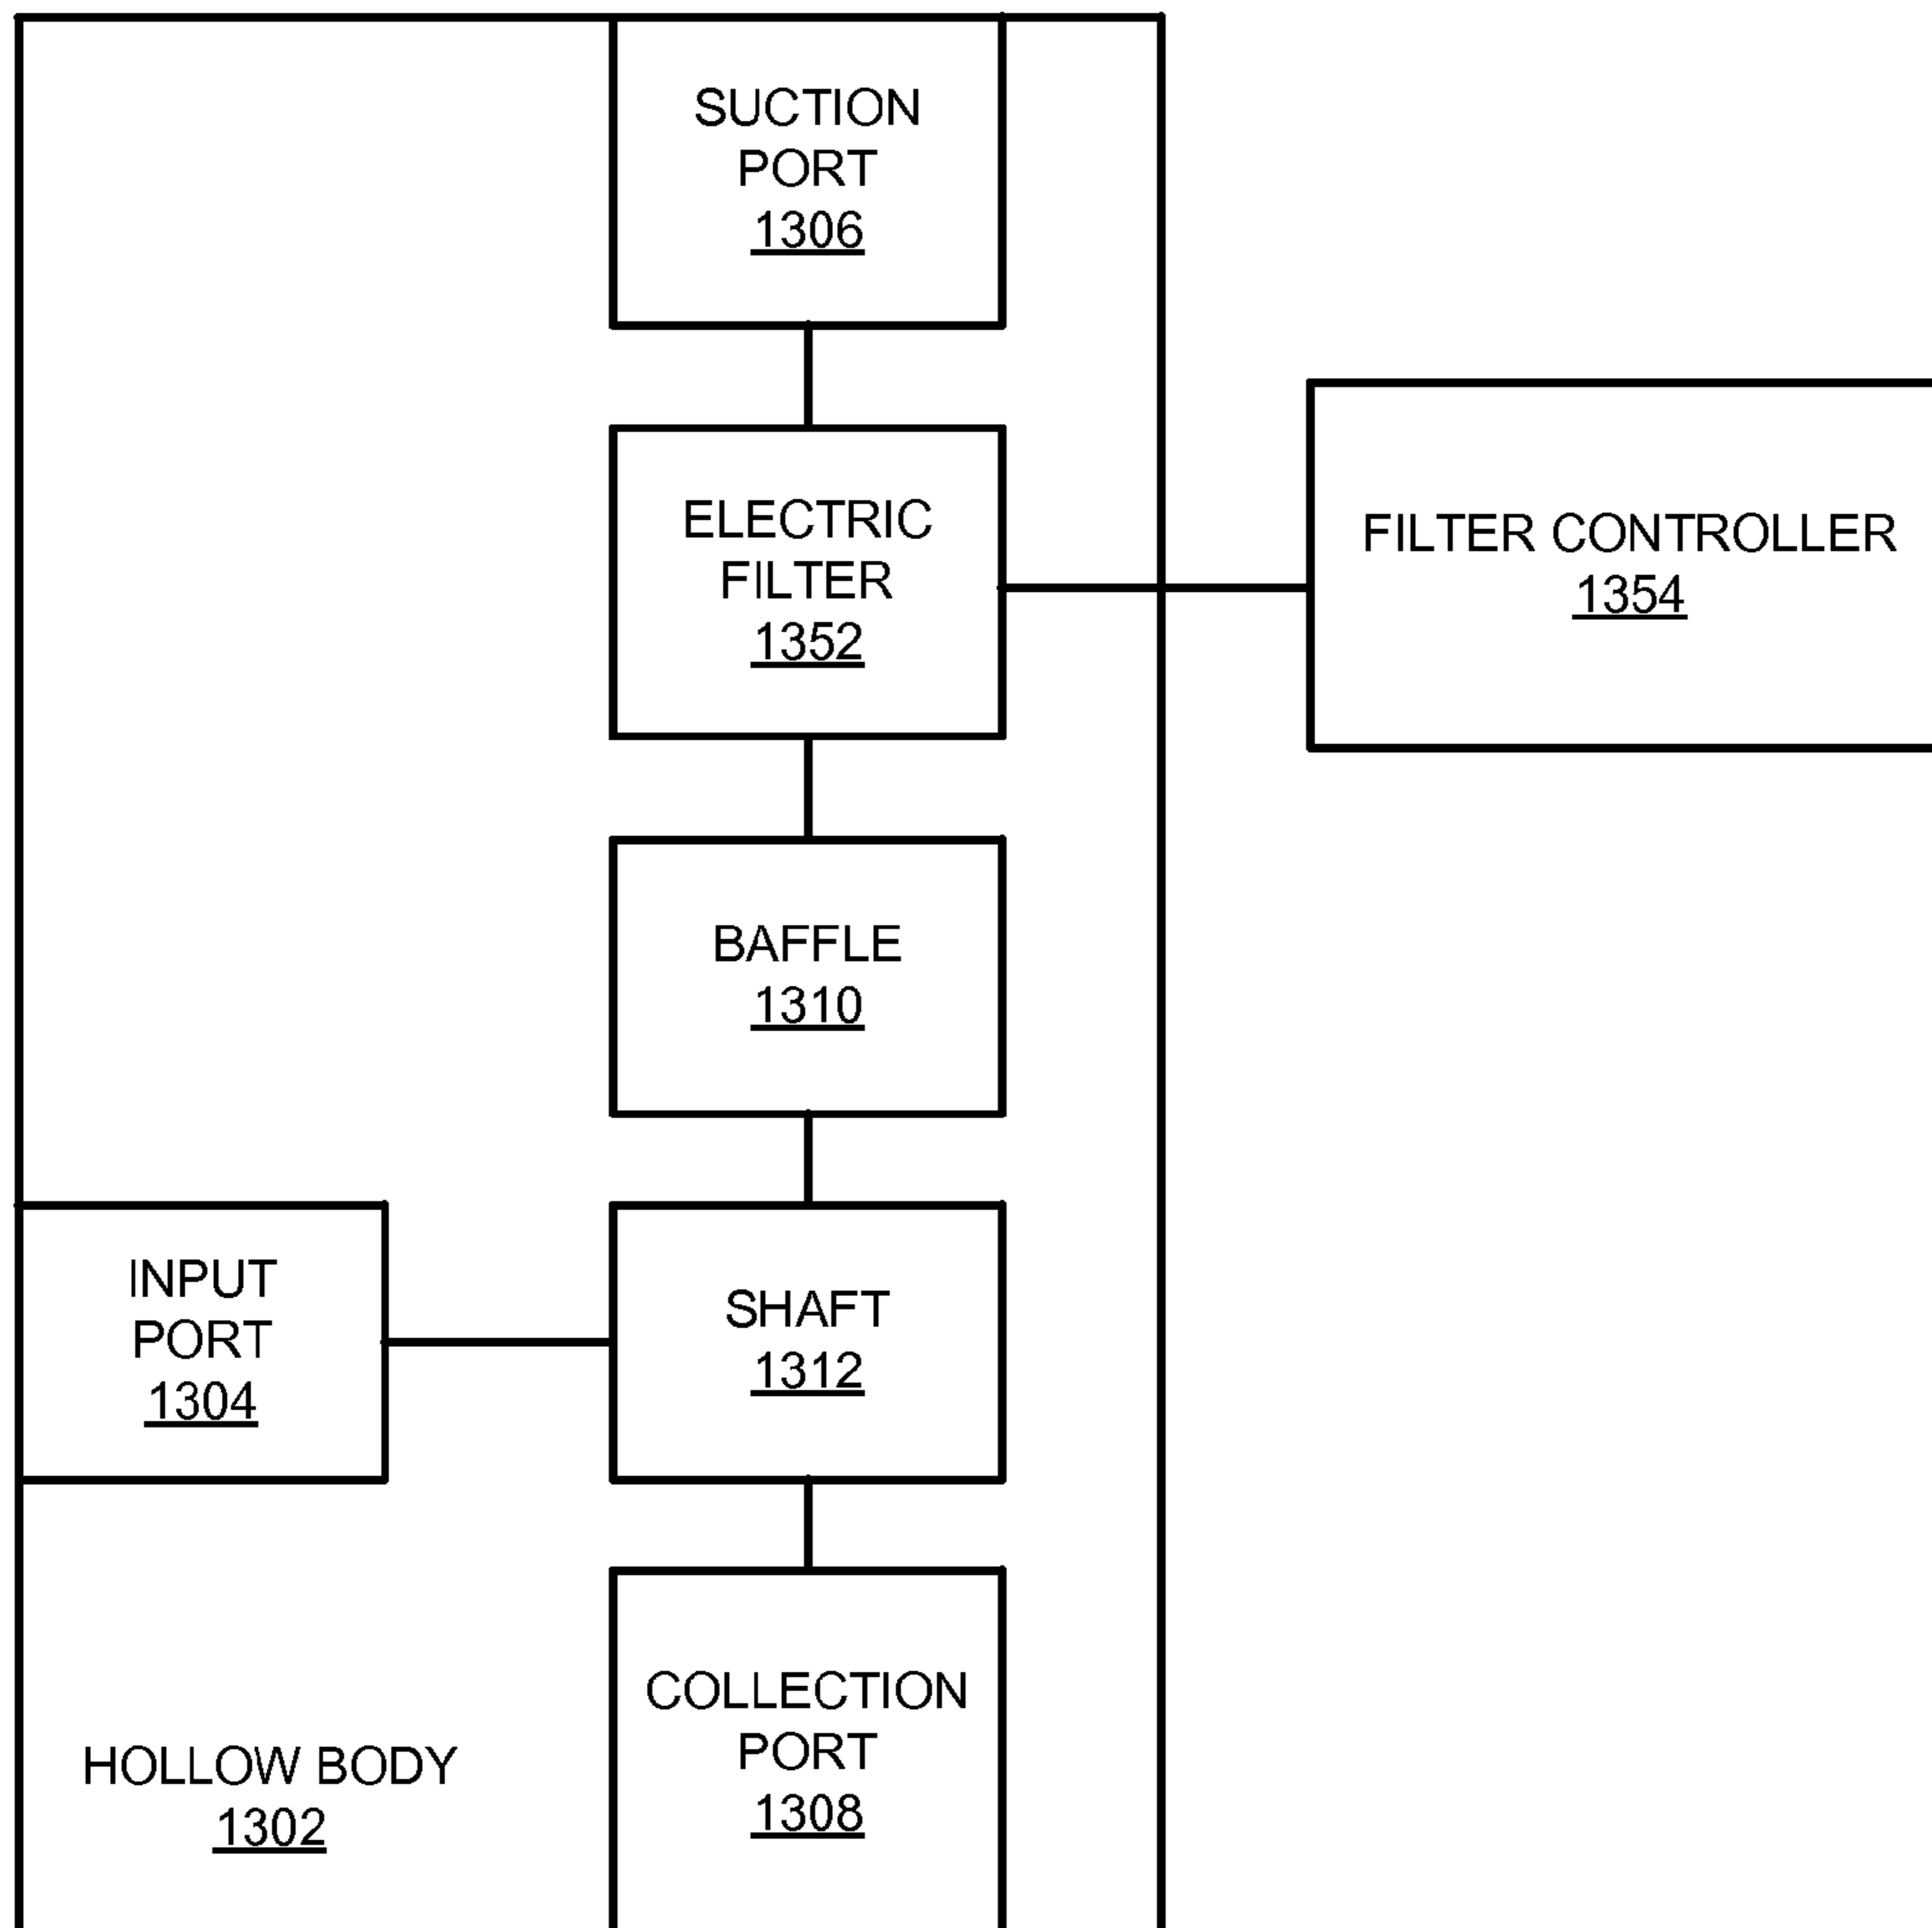 SUCTION
PORT
1306
ELECTRIC
FILTER
1352
FILTER CONTROLLER
1354
BAFFLE
1310
INPUT
PORT
1304
SHAFT
1312
COLLECTION
PORT
1308
HOLLOW BODY
1302